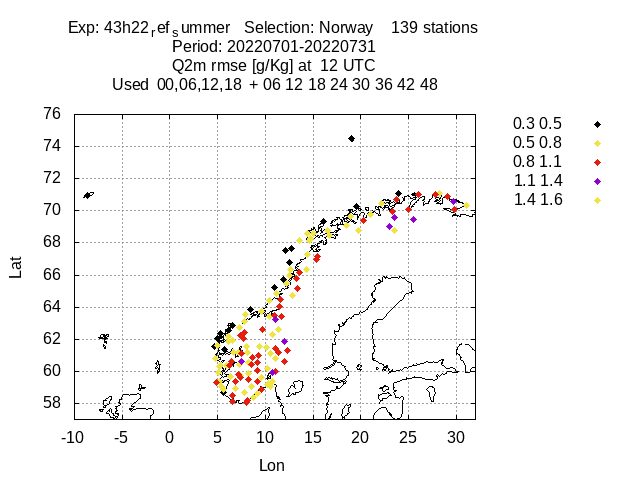 Exp: 43h22refsummer Selection: Norway 139 stations
Period: 20220701-20220731
Q2m rmse [g/Kg] at 12 UTC
Used 00,06,12,18 + 06 12 18 24 30 36 42 48
76
74
72
70
68
66
64
62
60
58
Lat
-10 -5 0 5 10 15 20 25 30
Lon
0.3 0.5
0.5 0.8
0.8 1.1
1.1 1.4
1.4 1.6